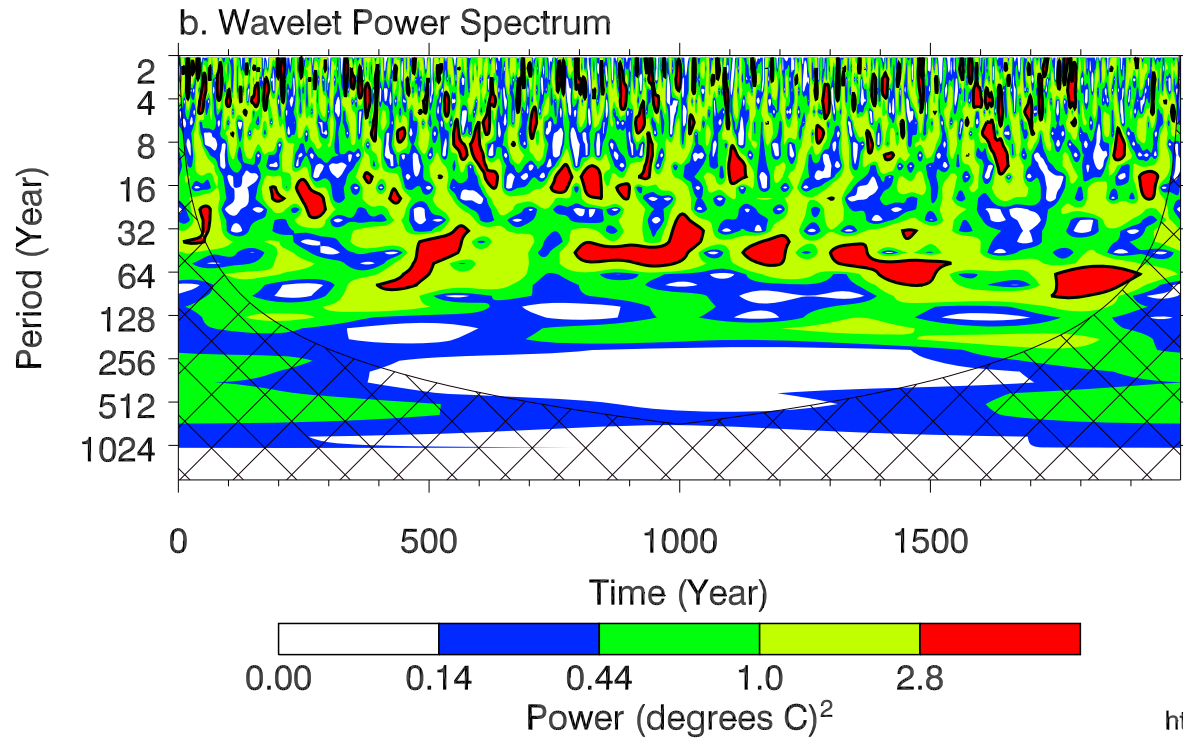 b. Wavelet Power Spectrum
Period (Year)
2
4
8
16
32
64
128
256
512
1024
0 500 1000 1500
Time (Year)
0.00 0.14 0.44 1.0 2.8
Power (degrees C)²
ht